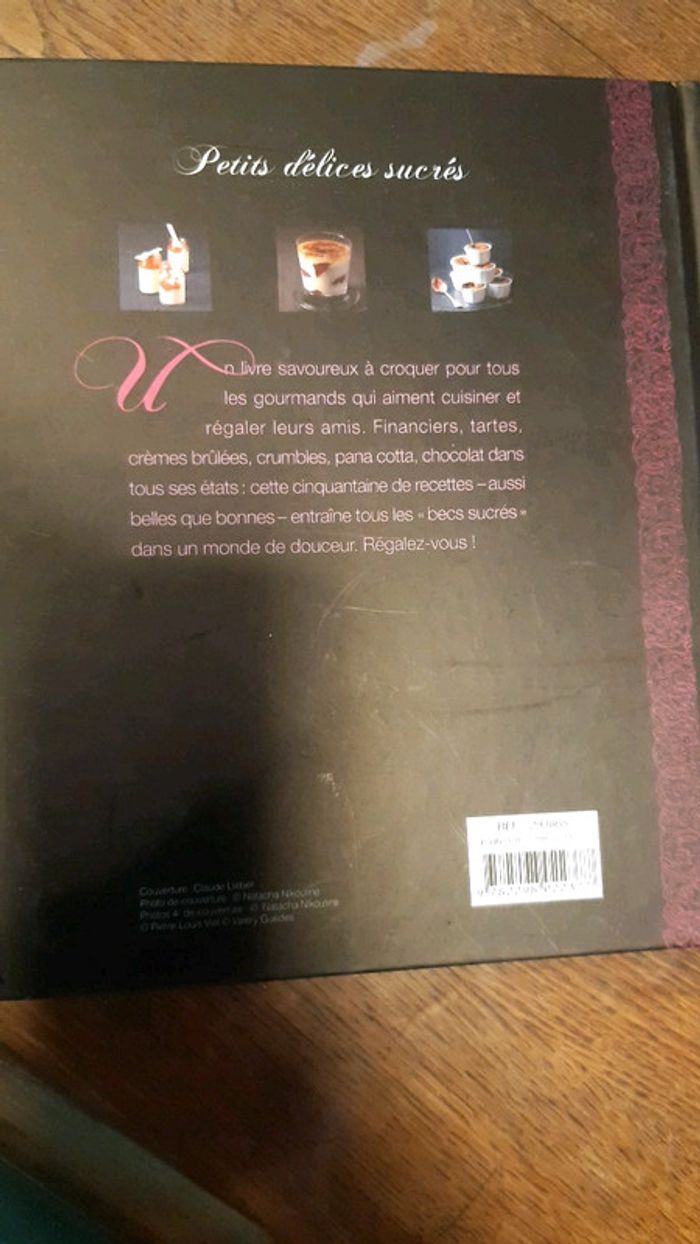 Petits délices sucrés
Un livre savoureux à croquer pour tous
les gourmands qui aiment cuisiner et
régaler leurs amis. Financiers, tartes,
crèmes brûlées, crumbles, pana cotta, chocolat dans
tous ses états : cette cinquantaine de recettes – aussi
belles que bonnes – entraîne tous les « becs sucrés »
dans un monde de douceur. Régalez-vous !
Couverture : Claude Lieber
Photo de couverture : © Natacha Nikouline
Photos 4e de couverture : © Natacha Nikouline
© Pierre Louis Viel © Valéry Guedes